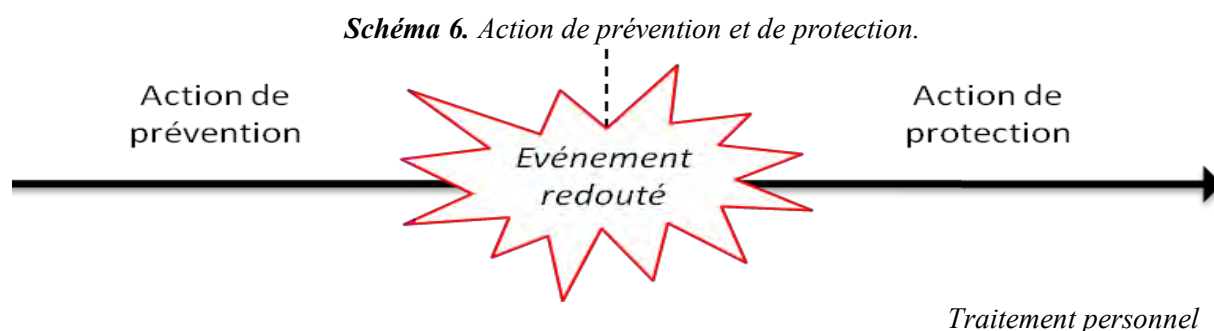 Schéma 6. Action de prévention et de protection.
Action de
prévention
Evénement
redouté
Action de
protection
Traitement personnel